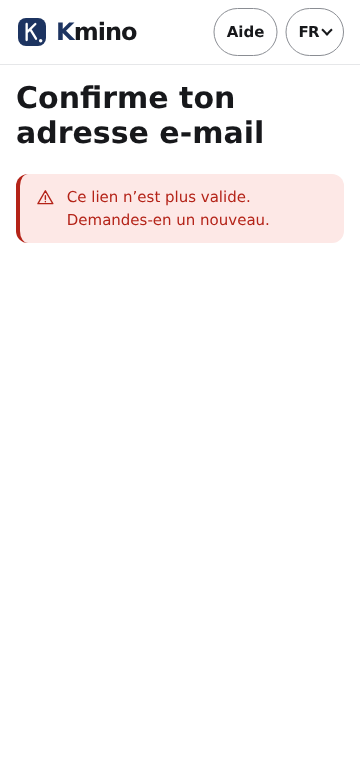 K. Kmino Aide FR
Confirme ton
adresse e-mail
Ce lien n’est plus valide.
Demandes-en un nouveau.